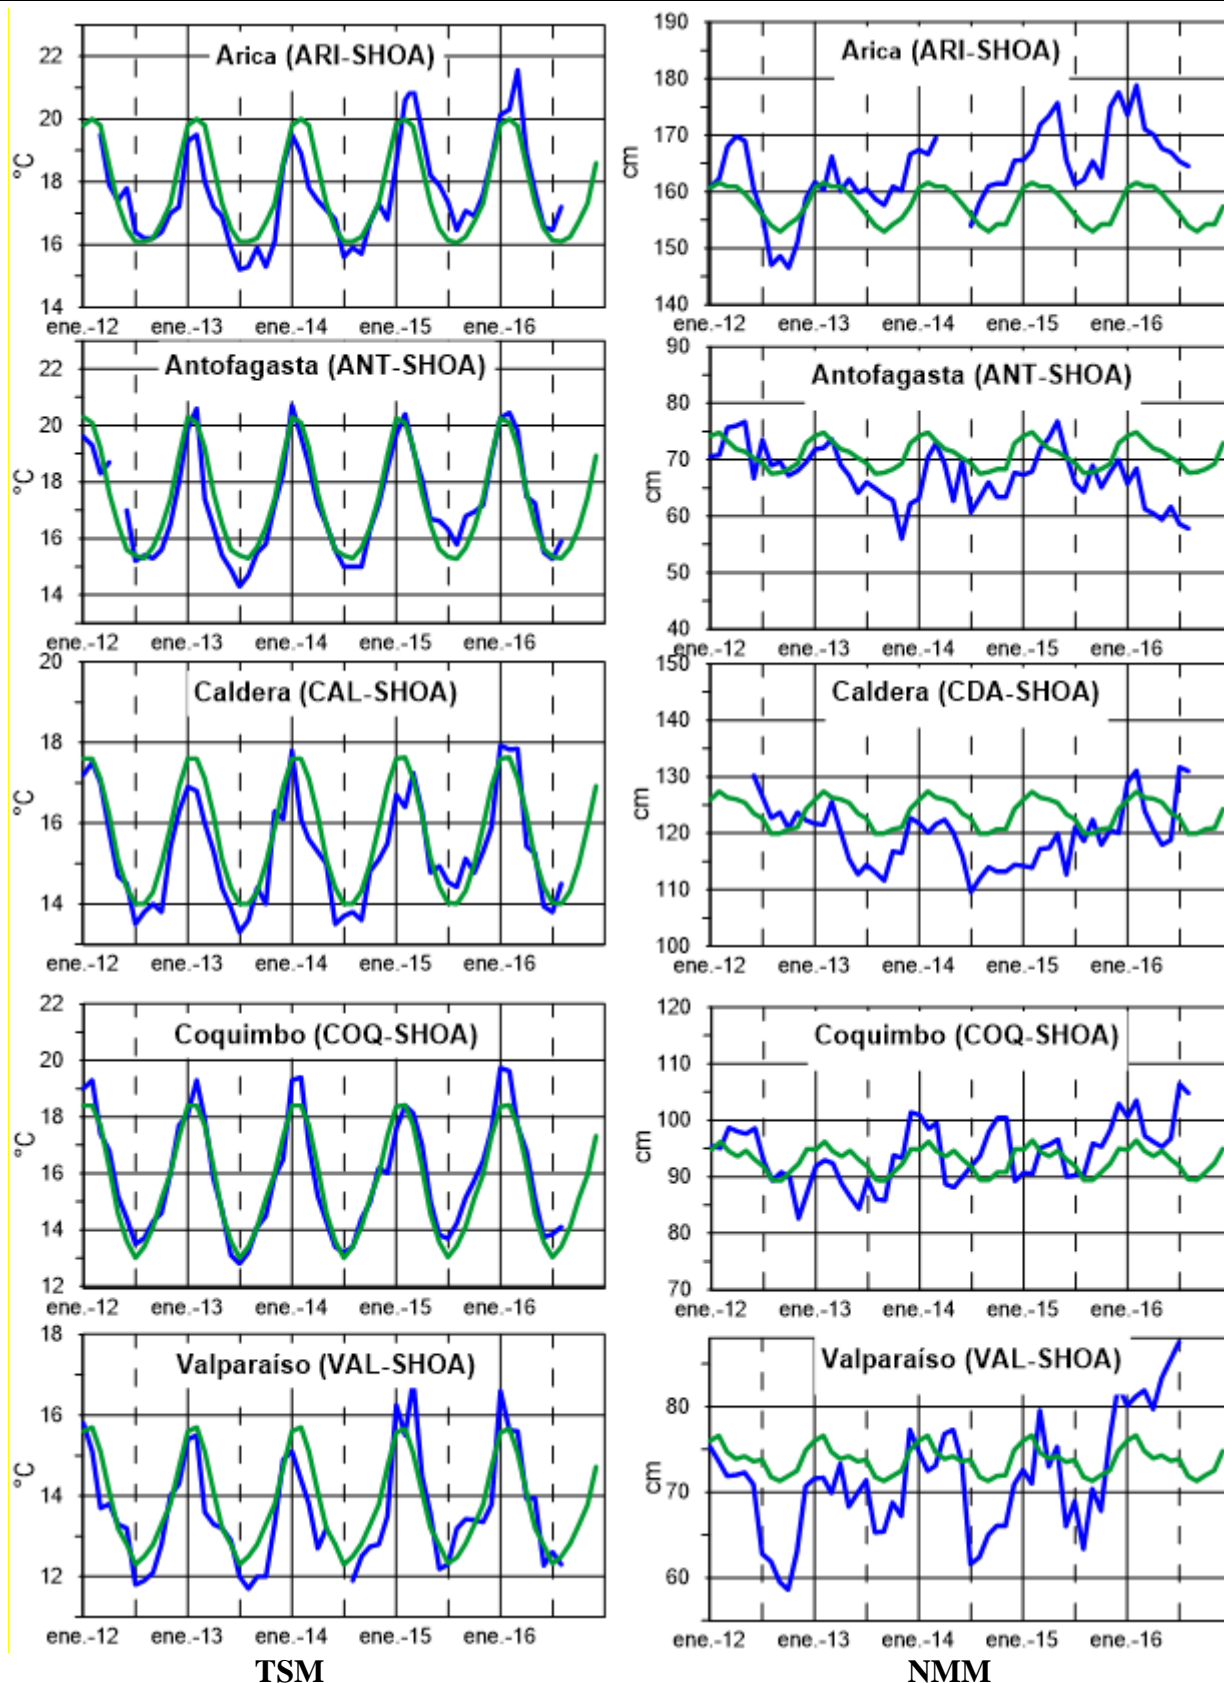 Arica (ARI-SHOA)
22
20
18
16
14
°C
ene.-12 ene.-13 ene.-14 ene.-15 ene.-16
Arica (ARI-SHOA)
190
180
170
160
150
140
cm
ene.-12 ene.-13 ene.-14 ene.-15 ene.-16
Antofagasta (ANT-SHOA)
22
20
18
16
14
°C
ene.-12 ene.-13 ene.-14 ene.-15 ene.-16
Antofagasta (ANT-SHOA)
90
80
70
60
50
40
cm
ene.-12 ene.-13 ene.-14 ene.-15 ene.-16
Caldera (CAL-SHOA)
20
18
16
14
°C
ene.-12 ene.-13 ene.-14 ene.-15 ene.-16
Caldera (CDA-SHOA)
150
140
130
120
110
100
cm
ene.-12 ene.-13 ene.-14 ene.-15 ene.-16
Coquimbo (COQ-SHOA)
22
20
18
16
14
12
°C
ene.-12 ene.-13 ene.-14 ene.-15 ene.-16
Coquimbo (COQ-SHOA)
120
110
100
90
80
70
cm
ene.-12 ene.-13 ene.-14 ene.-15 ene.-16
Valparaíso (VAL-SHOA)
18
16
14
12
°C
ene.-12 ene.-13 ene.-14 ene.-15 ene.-16
Valparaíso (VAL-SHOA)
80
70
60
cm
ene.-12 ene.-13 ene.-14 ene.-15 ene.-16
TSM
NMM